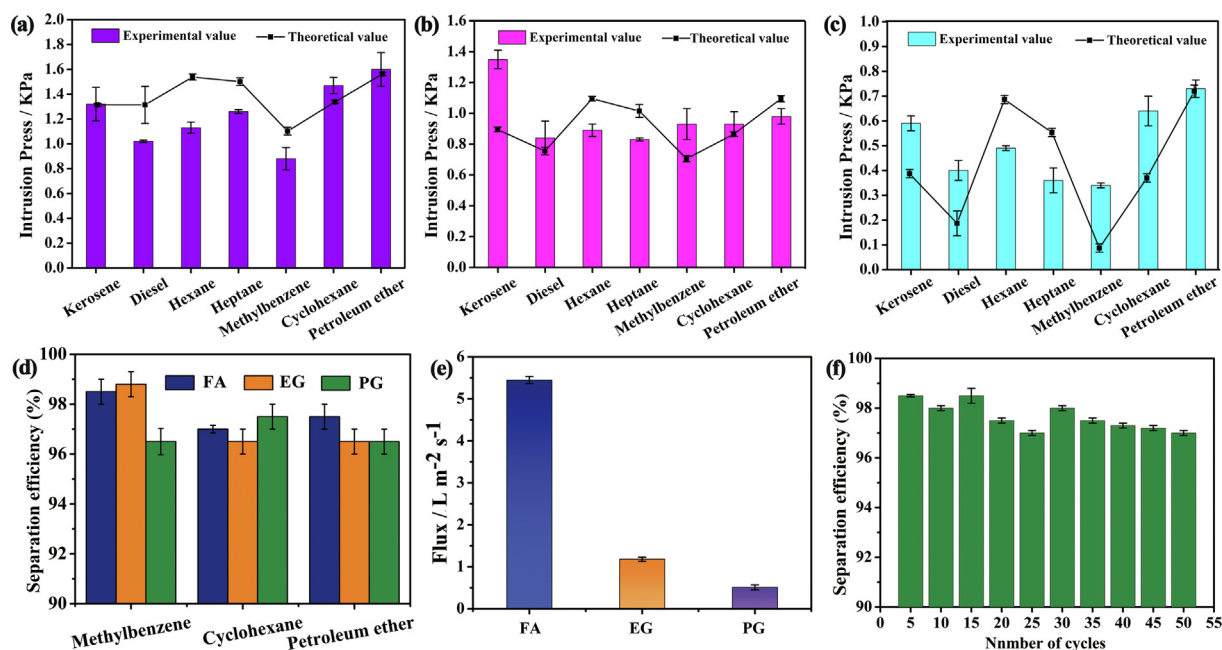 (a)
Intrusion Press / KPa
2.0
1.8
1.6
1.4
1.2
1.0
0.8
0.6
0.4
0.2
0.0
Experimental value
Theoretical value
Kerosene
Diesel
Hexane
Heptane
Methylbenzene
Cyclohexane
Petroleum ether
(b)
Intrusion Press / KPa
1.6
1.4
1.2
1.0
0.8
0.6
0.4
0.2
0.0
Experimental value
Theoretical value
Kerosene
Diesel
Hexane
Heptane
Methylbenzene
Cyclohexane
Petroleum ether
(c)
Intrusion Press / KPa
1.0
0.9
0.8
0.7
0.6
0.5
0.4
0.3
0.2
0.1
0.0
Experimental value
Theoretical value
Kerosene
Diesel
Hexane
Heptane
Methylbenzene
Cyclohexane
Petroleum ether
(d)
Separation efficiency (%)
100
98
96
94
92
90
FA
EG
PG
Methylbenzene
Cyclohexane
Petroleum ether
(e)
Flux / L m⁻² s⁻¹
6
5
4
3
2
1
0
FA
EG
PG
(f)
Separation efficiency (%)
100
98
96
94
92
90
0 5 10 15 20 25 30 35 40 45 50 55
Nnmber of cycles